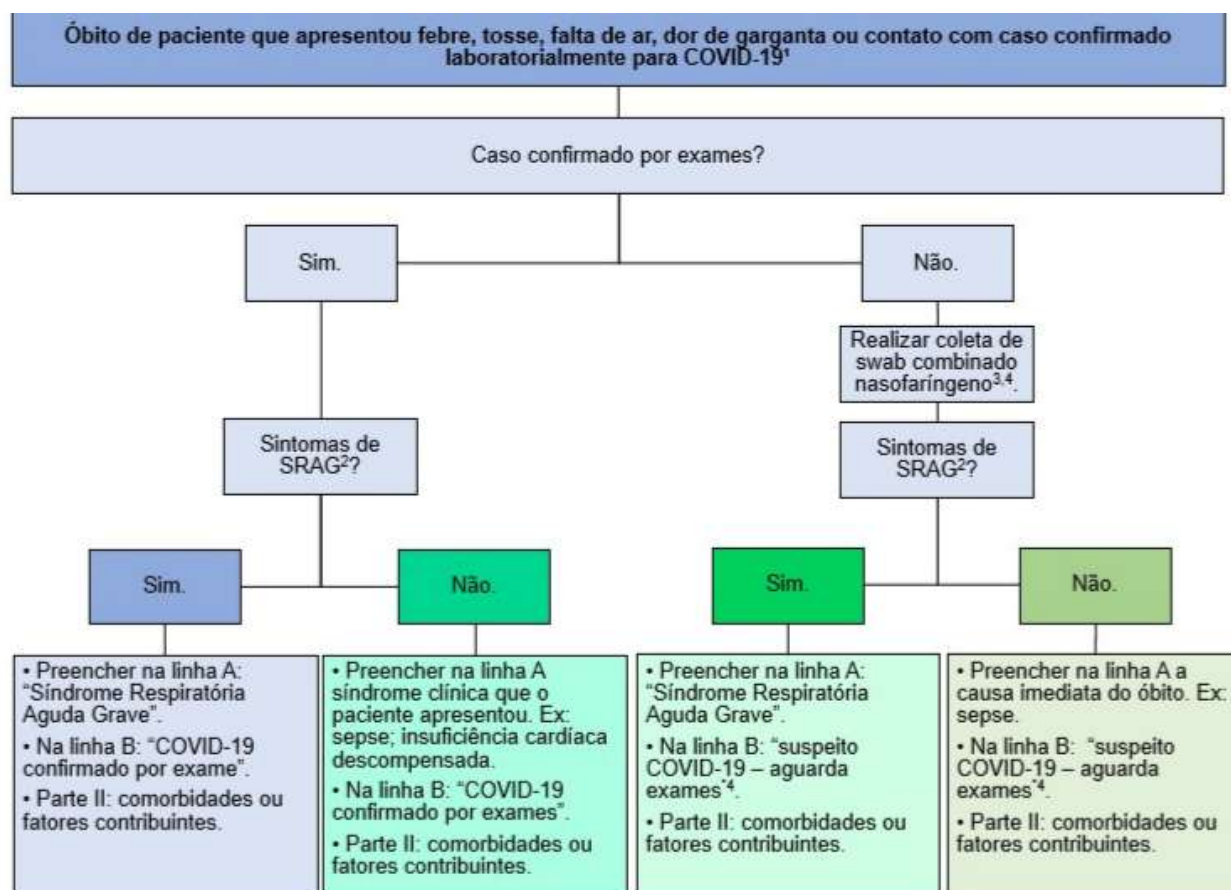 Óbito de paciente que apresentou febre, tosse, falta de ar, dor de garganta ou contato com caso confirmado
laboratorialmente para COVID-19¹
Caso confirmado por exames?
Sim.
Não.
Realizar coleta de
swab combinado
nasofaríngeo³,⁴.
Sintomas de
SRAG²?
Sintomas de
SRAG²?
Sim.
Não.
Sim.
Não.
• Preencher na linha A:
“Síndrome Respiratória
Aguda Grave”.
• Na linha B: “COVID-19
confirmado por exame”.
• Parte II: comorbidades ou
fatores contribuintes.
• Preencher na linha A
síndrome clínica que o
paciente apresentou. Ex:
sepse; insuficiência cardíaca
descompensada.
• Na linha B: “COVID-19
confirmado por exames”.
• Parte II: comorbidades ou
fatores contribuintes.
• Preencher na linha A:
“Síndrome Respiratória
Aguda Grave”.
• Na linha B: “suspeito
COVID-19 – aguarda
exames”⁴.
• Parte II: comorbidades ou
fatores contribuintes.
• Preencher na linha A a
causa imediata do óbito. Ex:
sepse.
• Na linha B: “suspeito
COVID-19 – aguarda
exames”⁴.
• Parte II: comorbidades ou
fatores contribuintes.